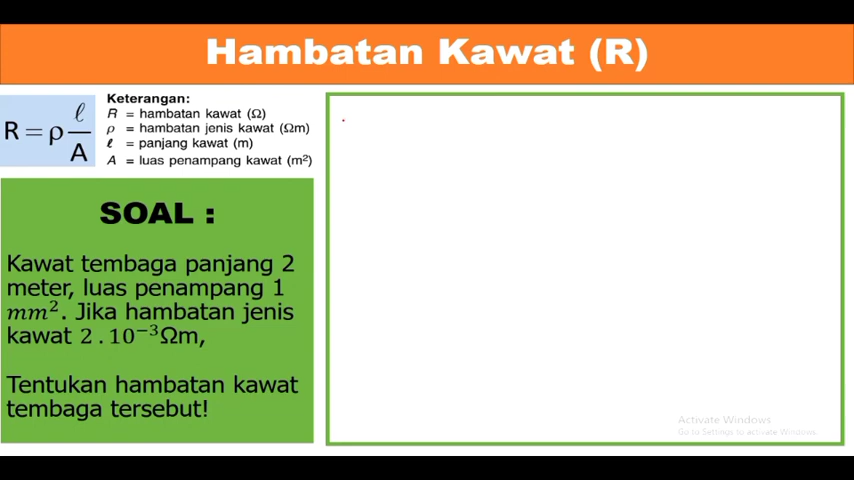 Hambatan Kawat (R)
R = ρ ℓ/A
Keterangan:
R = hambatan kawat (Ω)
ρ = hambatan jenis kawat (Ωm)
ℓ = panjang kawat (m)
A = luas penampang kawat (m²)
SOAL :
Kawat tembaga panjang 2
meter, luas penampang 1
mm². Jika hambatan jenis
kawat 2 . 10⁻³Ωm,
Tentukan hambatan kawat
tembaga tersebut!
Activate Windows
Go to Settings to activate Windows.